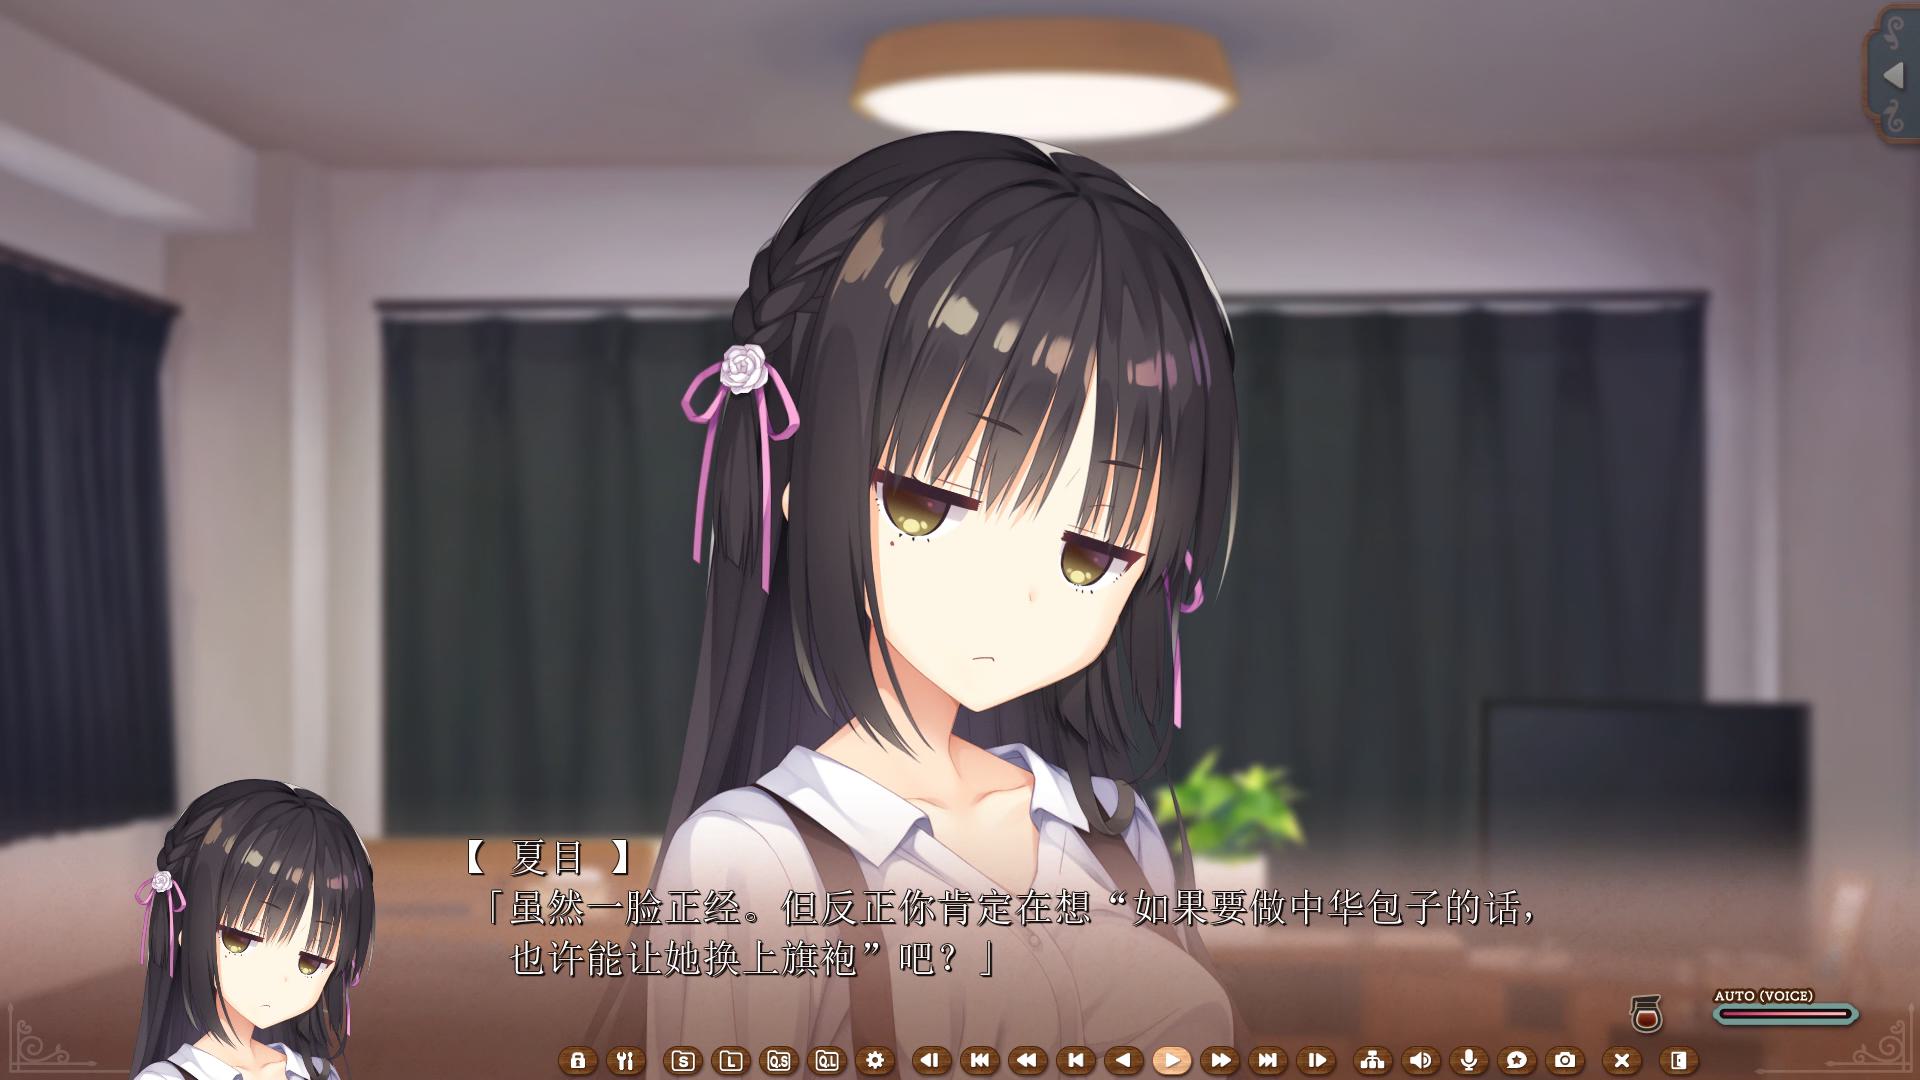 【 夏目 】
「虽然一脸正经。但反正你肯定在想“如果要做中华包子的话，
也许能让她换上旗袍”吧？」
AUTO (VOICE)
S L Q.S Q.L